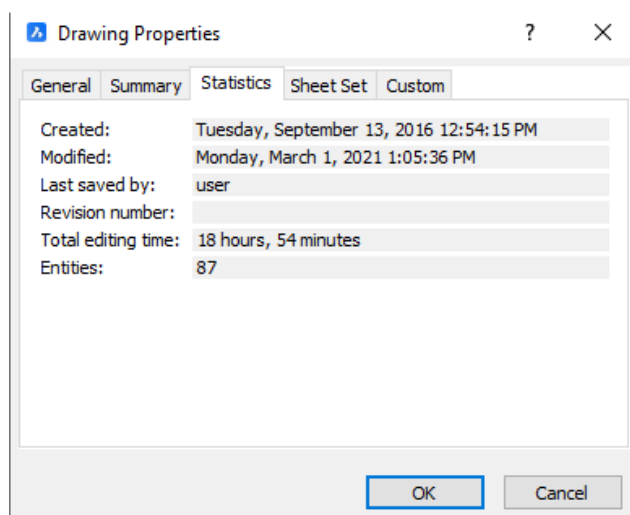 Drawing Properties ?
General Summary Statistics Sheet Set Custom
Created: Tuesday, September 13, 2016 12:54:15 PM
Modified: Monday, March 1, 2021 1:05:36 PM
Last saved by: user
Revision number:
Total editing time: 18 hours, 54 minutes
Entities: 87
OK Cancel